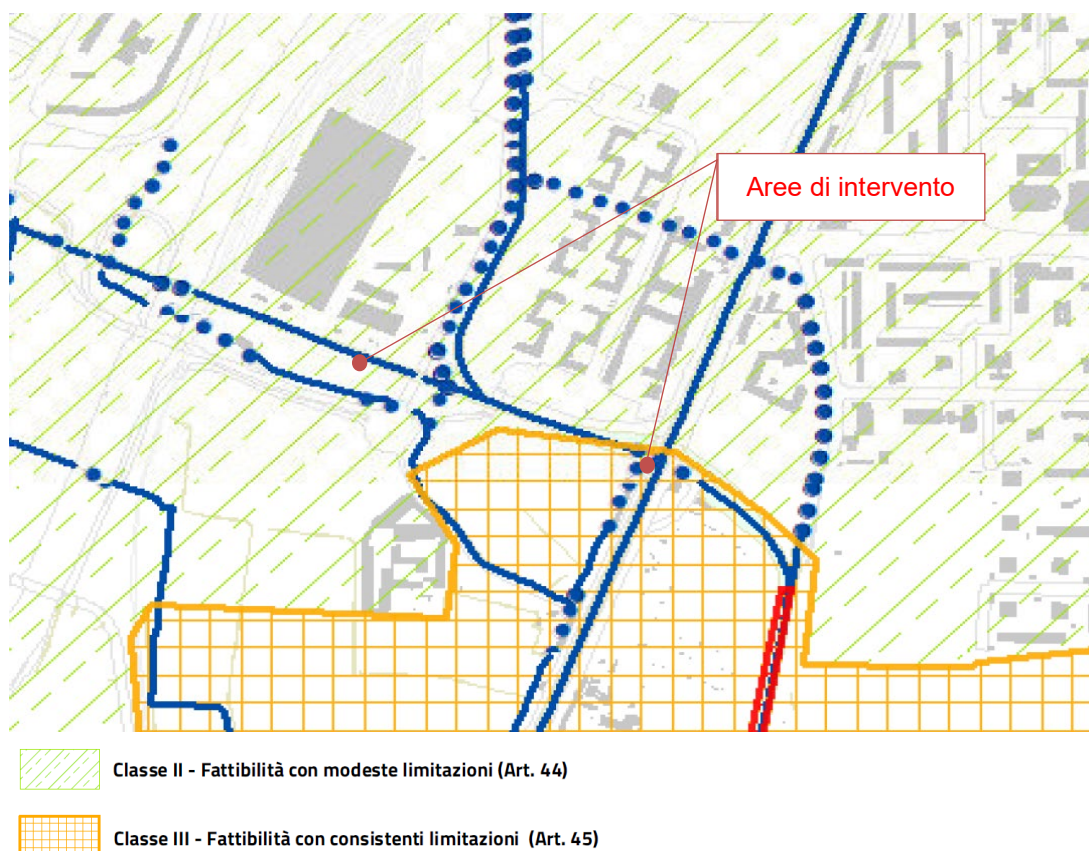 Aree di intervento
Classe II - Fattibilità con modeste limitazioni (Art. 44)
Classe III - Fattibilità con consistenti limitazioni (Art. 45)